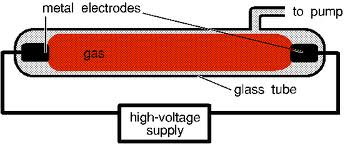 metal electrodes
to pump
gas
glass tube
high-voltage
supply